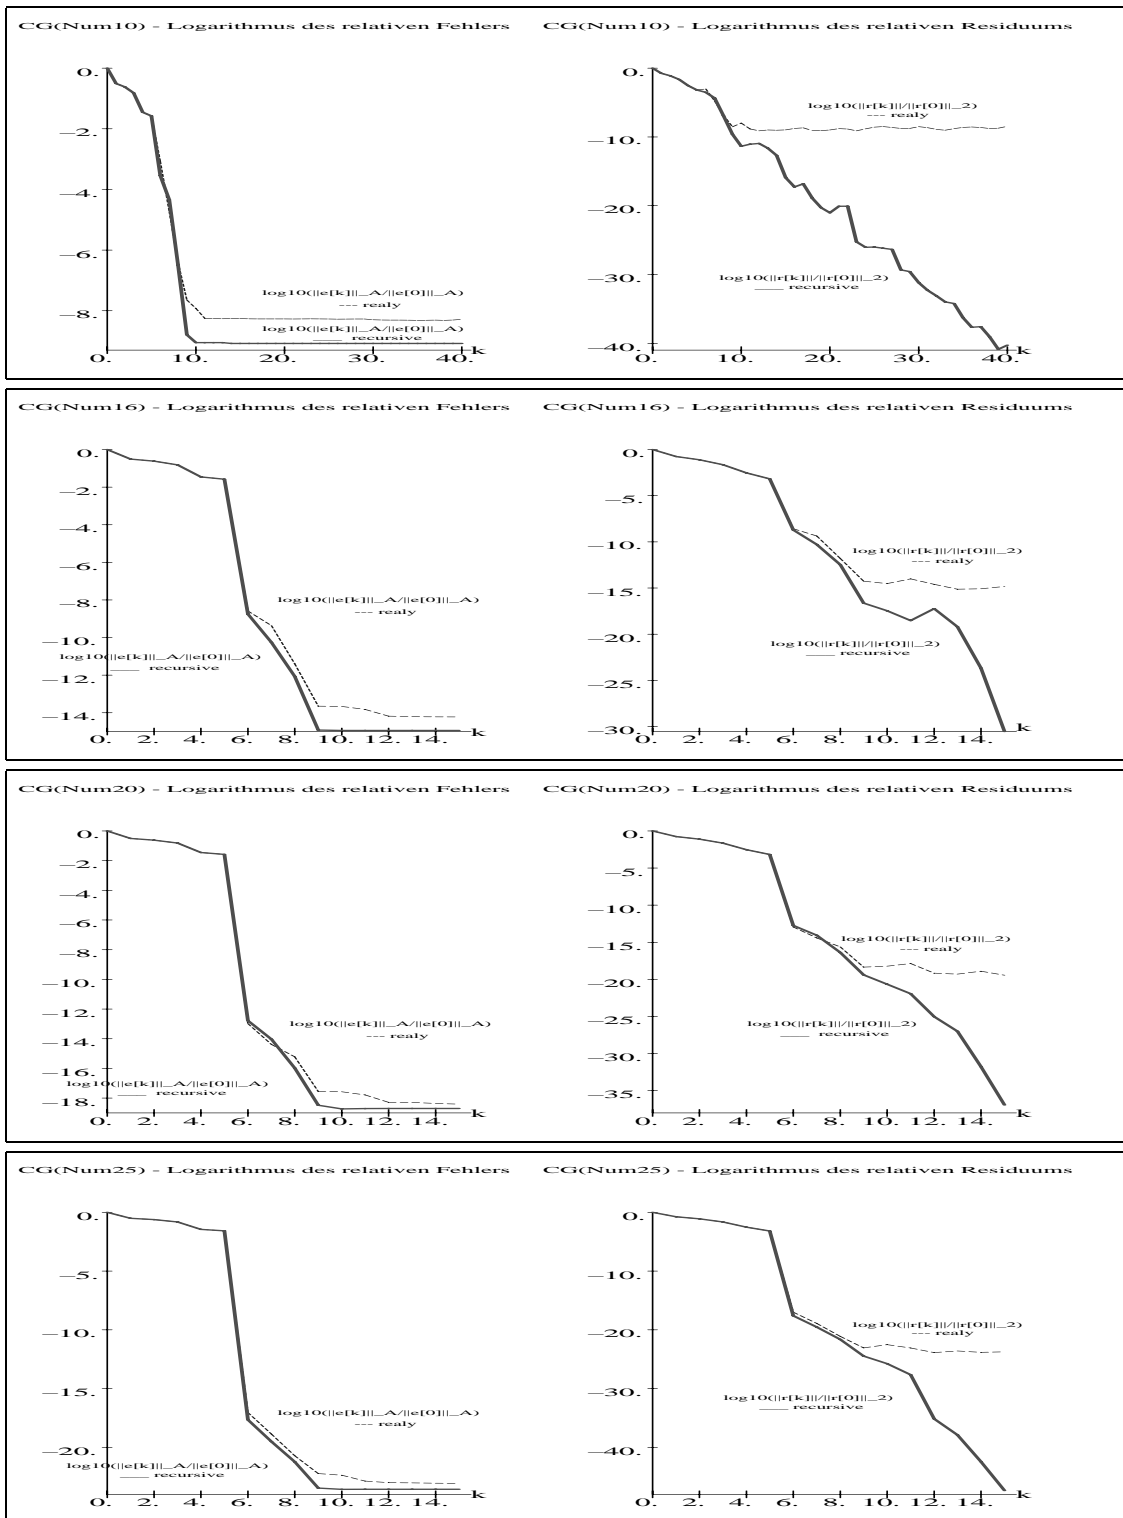 CG(Num10) - Logarithmus des relativen Fehlers
0.
−2.
−4.
−6.
−8.
log10(||e[k]||_A/||e[0]||_A)
--- realy
log10(||e[k]||_A/||e[0]||_A)
___ recursive
0. 10. 20. 30. 40. k
CG(Num10) - Logarithmus des relativen Residuums
0.
−10.
−20.
−30.
−40.
log10(||r[k]||/||r[0]||_2)
--- realy
log10(||r[k]||/||r[0]||_2)
___ recursive
0. 10. 20. 30. 40. k
CG(Num16) - Logarithmus des relativen Fehlers
0.
−2.
−4.
−6.
−8.
−10.
−12.
−14.
log10(||e[k]||_A/||e[0]||_A)
--- realy
log10(||e[k]||_A/||e[0]||_A)
___ recursive
0. 2. 4. 6. 8. 10. 12. 14. k
CG(Num16) - Logarithmus des relativen Residuums
0.
−5.
−10.
−15.
−20.
−25.
−30.
log10(||r[k]||/||r[0]||_2)
--- realy
log10(||r[k]||/||r[0]||_2)
___ recursive
0. 2. 4. 6. 8. 10. 12. 14. k
CG(Num20) - Logarithmus des relativen Fehlers
0.
−2.
−4.
−6.
−8.
−10.
−12.
−14.
−16.
−18.
log10(||e[k]||_A/||e[0]||_A)
--- realy
log10(||e[k]||_A/||e[0]||_A)
___ recursive
0. 2. 4. 6. 8. 10. 12. 14. k
CG(Num20) - Logarithmus des relativen Residuums
0.
−5.
−10.
−15.
−20.
−25.
−30.
−35.
log10(||r[k]||/||r[0]||_2)
--- realy
log10(||r[k]||/||r[0]||_2)
___ recursive
0. 2. 4. 6. 8. 10. 12. 14. k
CG(Num25) - Logarithmus des relativen Fehlers
0.
−5.
−10.
−15.
−20.
log10(||e[k]||_A/||e[0]||_A)
--- realy
log10(||e[k]||_A/||e[0]||_A)
___ recursive
0. 2. 4. 6. 8. 10. 12. 14. k
CG(Num25) - Logarithmus des relativen Residuums
0.
−10.
−20.
−30.
−40.
log10(||r[k]||/||r[0]||_2)
--- realy
log10(||r[k]||/||r[0]||_2)
___ recursive
0. 2. 4. 6. 8. 10. 12. 14. k